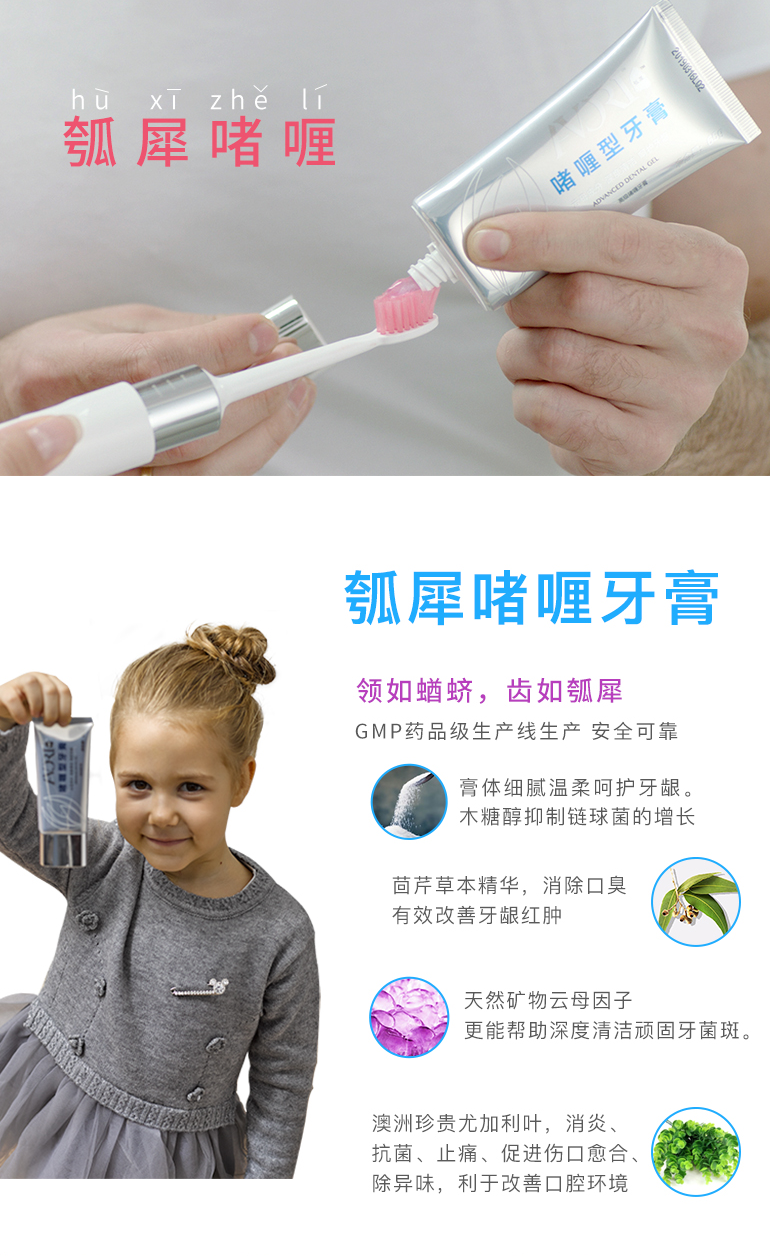 hù xī zhě lí
瓠犀啫喱
20190316L02
啫喱型牙膏
ADVANCED DENTAL GEL
瓠犀啫喱牙膏
领如蝤蛴，齿如瓠犀
GMP药品级生产线生产 安全可靠
膏体细腻温柔呵护牙龈。
木糖醇抑制链球菌的增长
茴芹草本精华，消除口臭
有效改善牙龈红肿
啫喱型牙膏
天然矿物云母因子
更能帮助深度清洁顽固牙菌斑。
澳洲珍贵尤加利叶，消炎、
抗菌、止痛、促进伤口愈合、
除异味，利于改善口腔环境